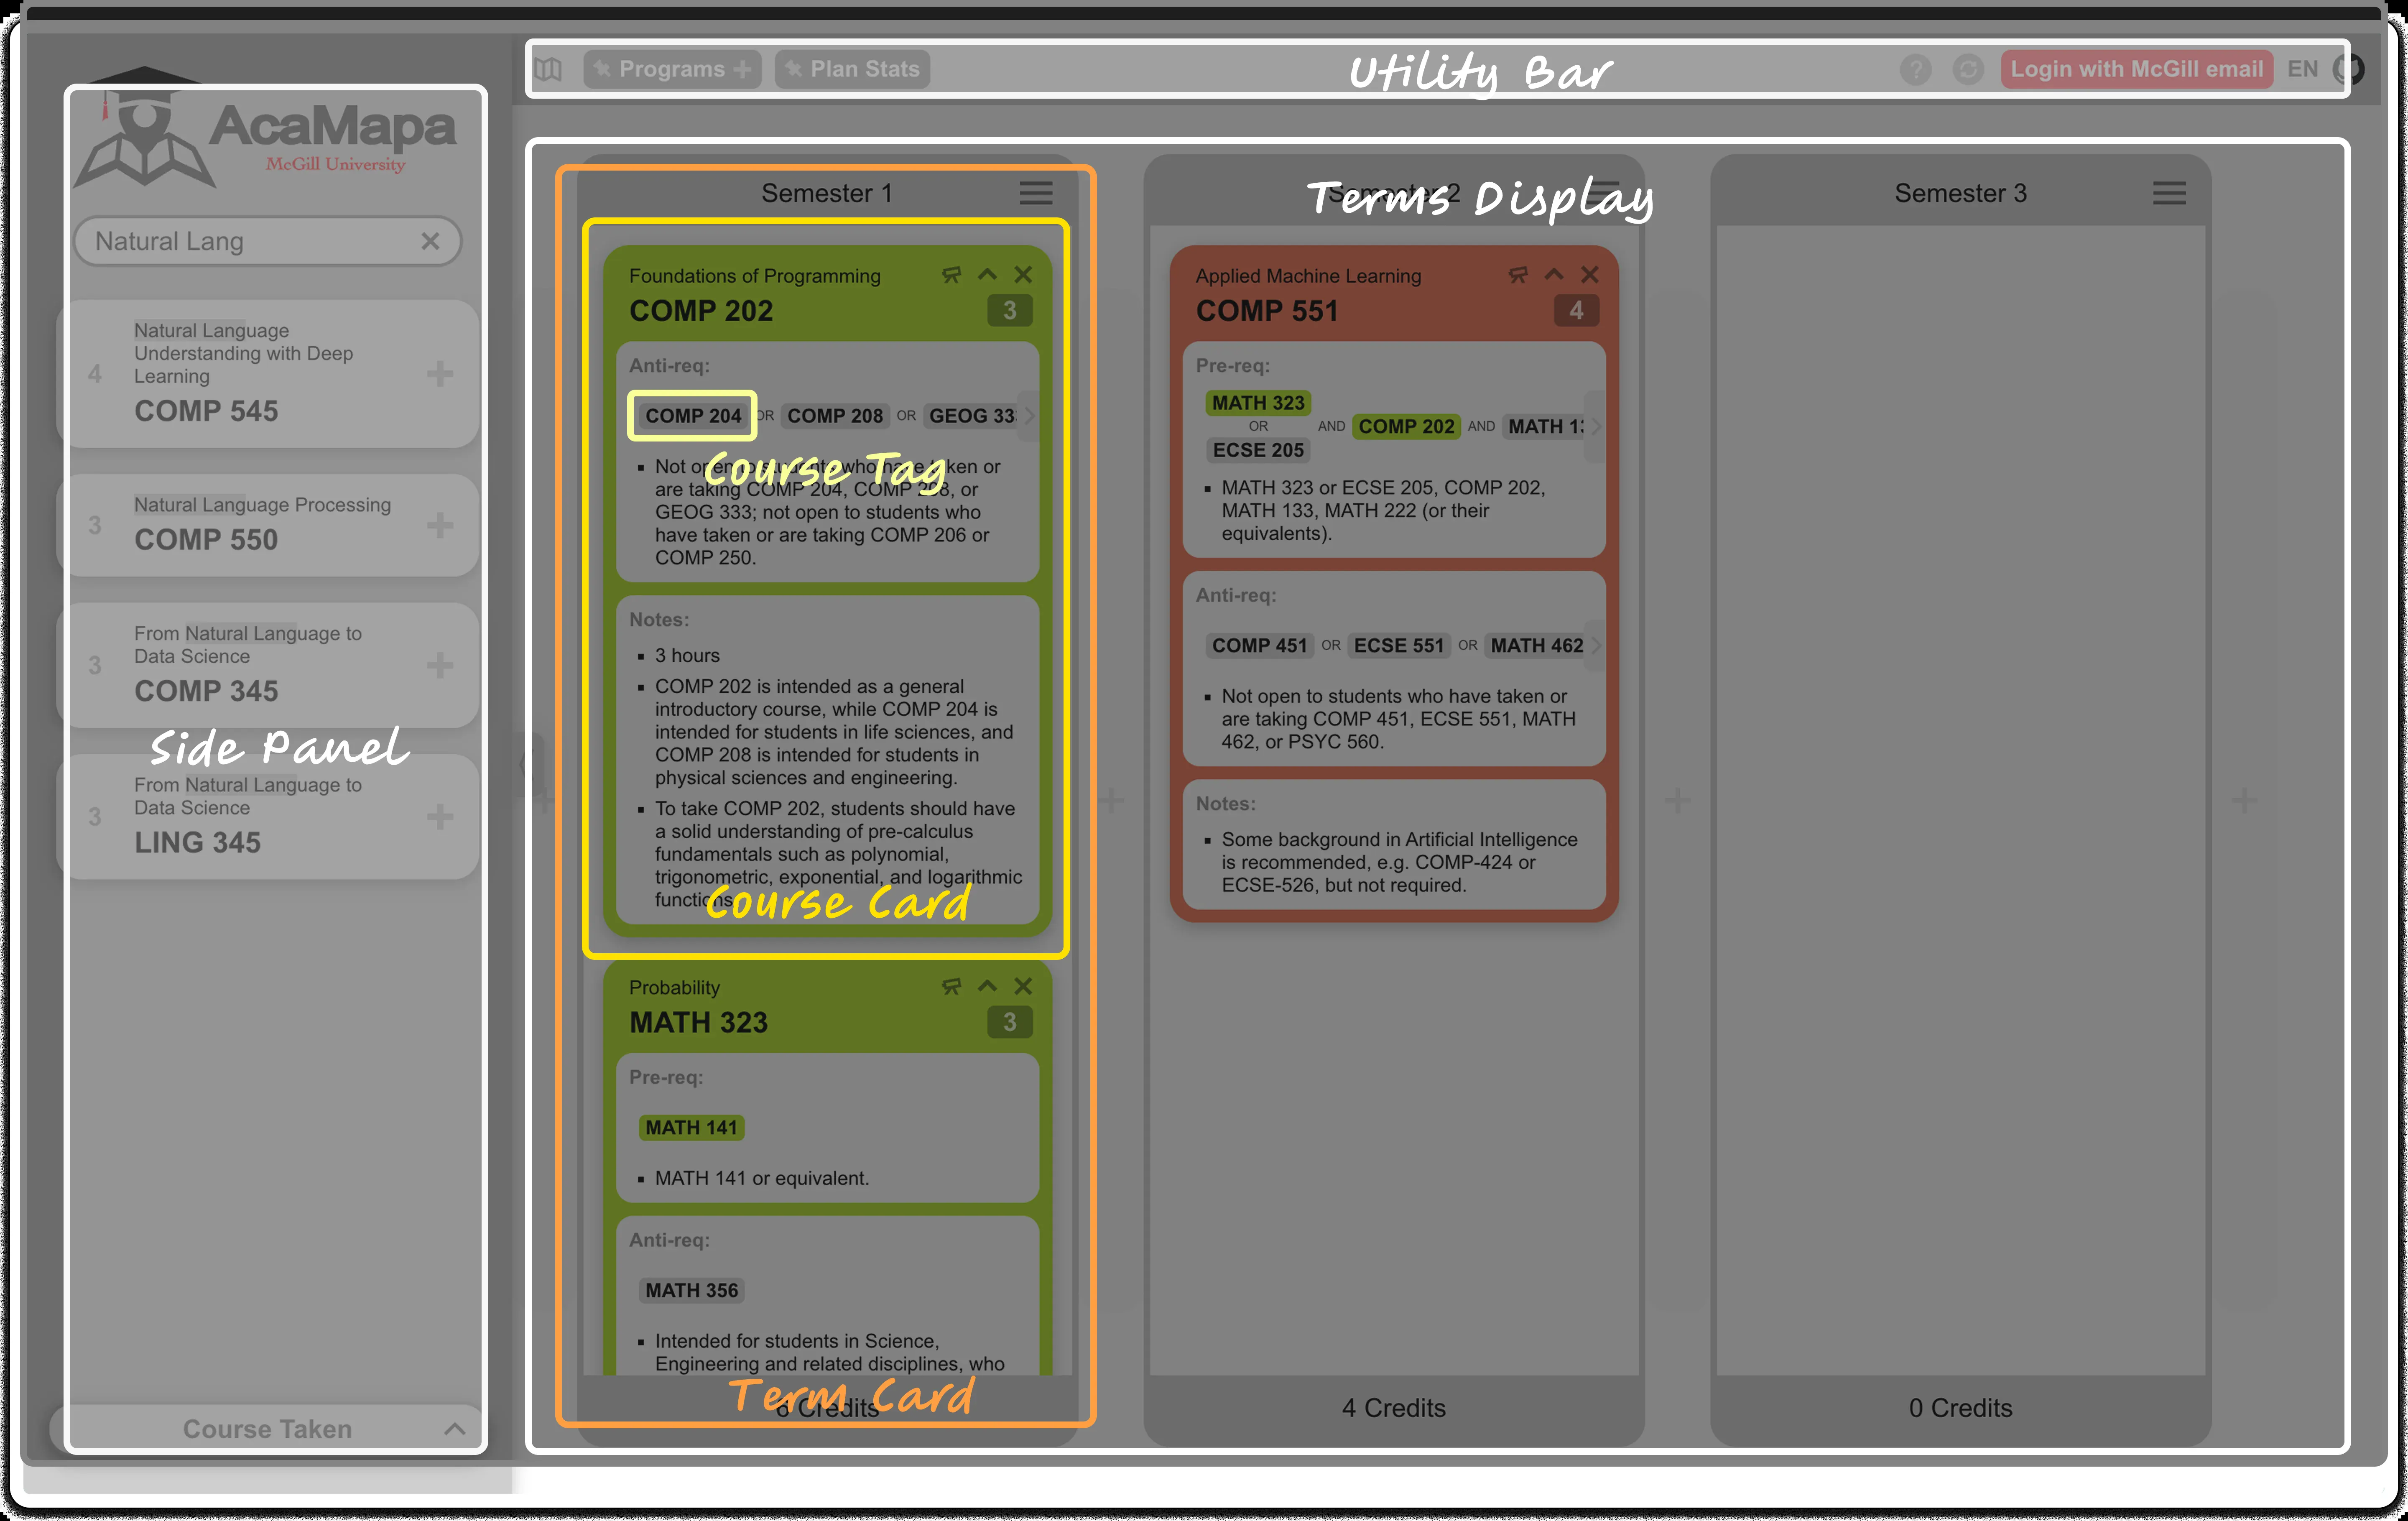 Programs
Plan Stats
Utility Bar
?
Login with McGill email
EN
AcaMapa
McGill University
Natural Lang
4
Natural Language
Understanding with Deep
Learning
COMP 545
3
Natural Language Processing
COMP 550
3
From Natural Language to
Data Science
COMP 345
Side Panel
3
From Natural Language to
Data Science
LING 345
Course Taken
Terms Display
Semester 1
Foundations of Programming
COMP 202
3
Anti-req:
COMP 204 OR COMP 208 OR GEOG 33
Course Tag
Not open to students who have taken or
are taking COMP 204, COMP 208, or
GEOG 333; not open to students who
have taken or are taking COMP 206 or
COMP 250.
Notes:
3 hours
COMP 202 is intended as a general
introductory course, while COMP 204 is
intended for students in life sciences, and
COMP 208 is intended for students in
physical sciences and engineering.
To take COMP 202, students should have
a solid understanding of pre-calculus
fundamentals such as polynomial,
trigonometric, exponential, and logarithmic
functions
Course Card
Probability
MATH 323
3
Pre-req:
MATH 141
MATH 141 or equivalent.
Anti-req:
MATH 356
Intended for students in Science,
Engineering and related disciplines, who
Term Card
6 Credits
Semester 2
Applied Machine Learning
COMP 551
4
Pre-req:
MATH 323
OR
ECSE 205
AND COMP 202 AND MATH 13
MATH 323 or ECSE 205, COMP 202,
MATH 133, MATH 222 (or their
equivalents).
Anti-req:
COMP 451 OR ECSE 551 OR MATH 462
Not open to students who have taken or
are taking COMP 451, ECSE 551, MATH
462, or PSYC 560.
Notes:
Some background in Artificial Intelligence
is recommended, e.g. COMP-424 or
ECSE-526, but not required.
4 Credits
Semester 3
0 Credits